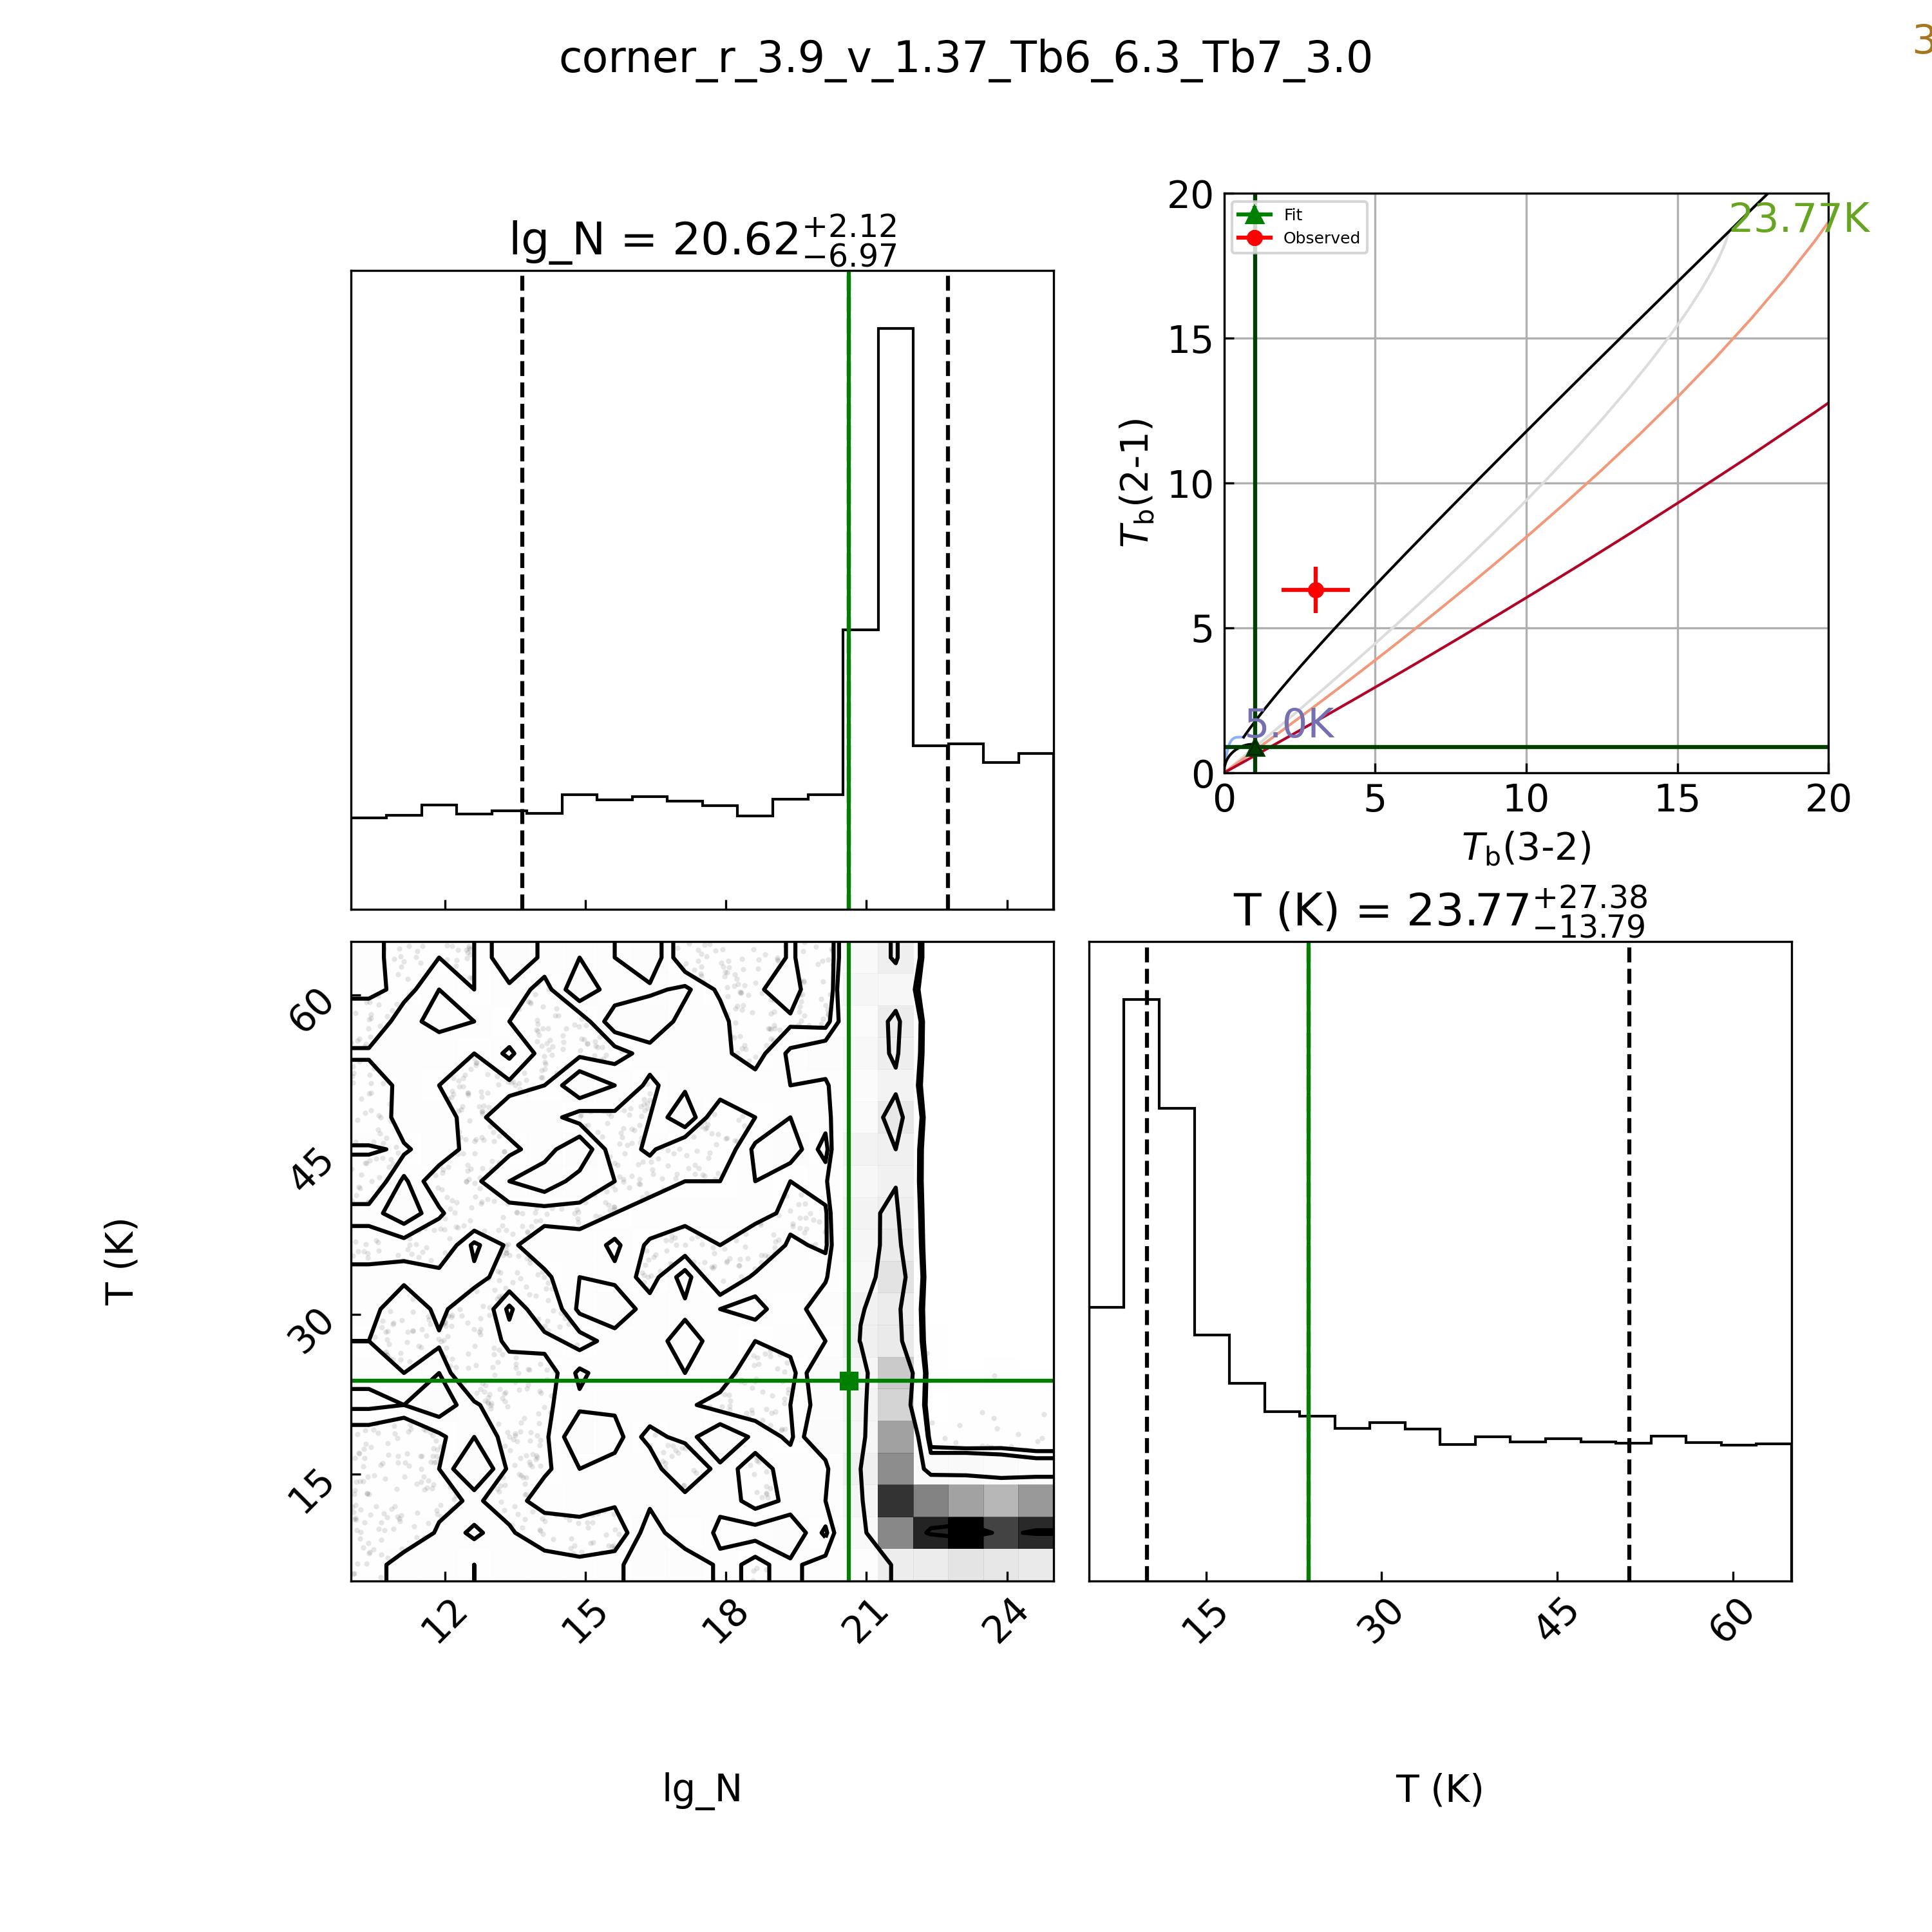 corner_r_3.9_v_1.37_Tb6_6.3_Tb7_3.0
3
lg_N = 20.62+2.12−6.97
20
15
10
5
0
Tb(2-1)
Fit
Observed
23.77K
5.0K
0
5
10
15
20
Tb(3-2)
T (K) = 23.77+27.38−13.79
60
45
30
15
T (K)
12
15
18
21
24
lg_N
15
30
45
60
T (K)